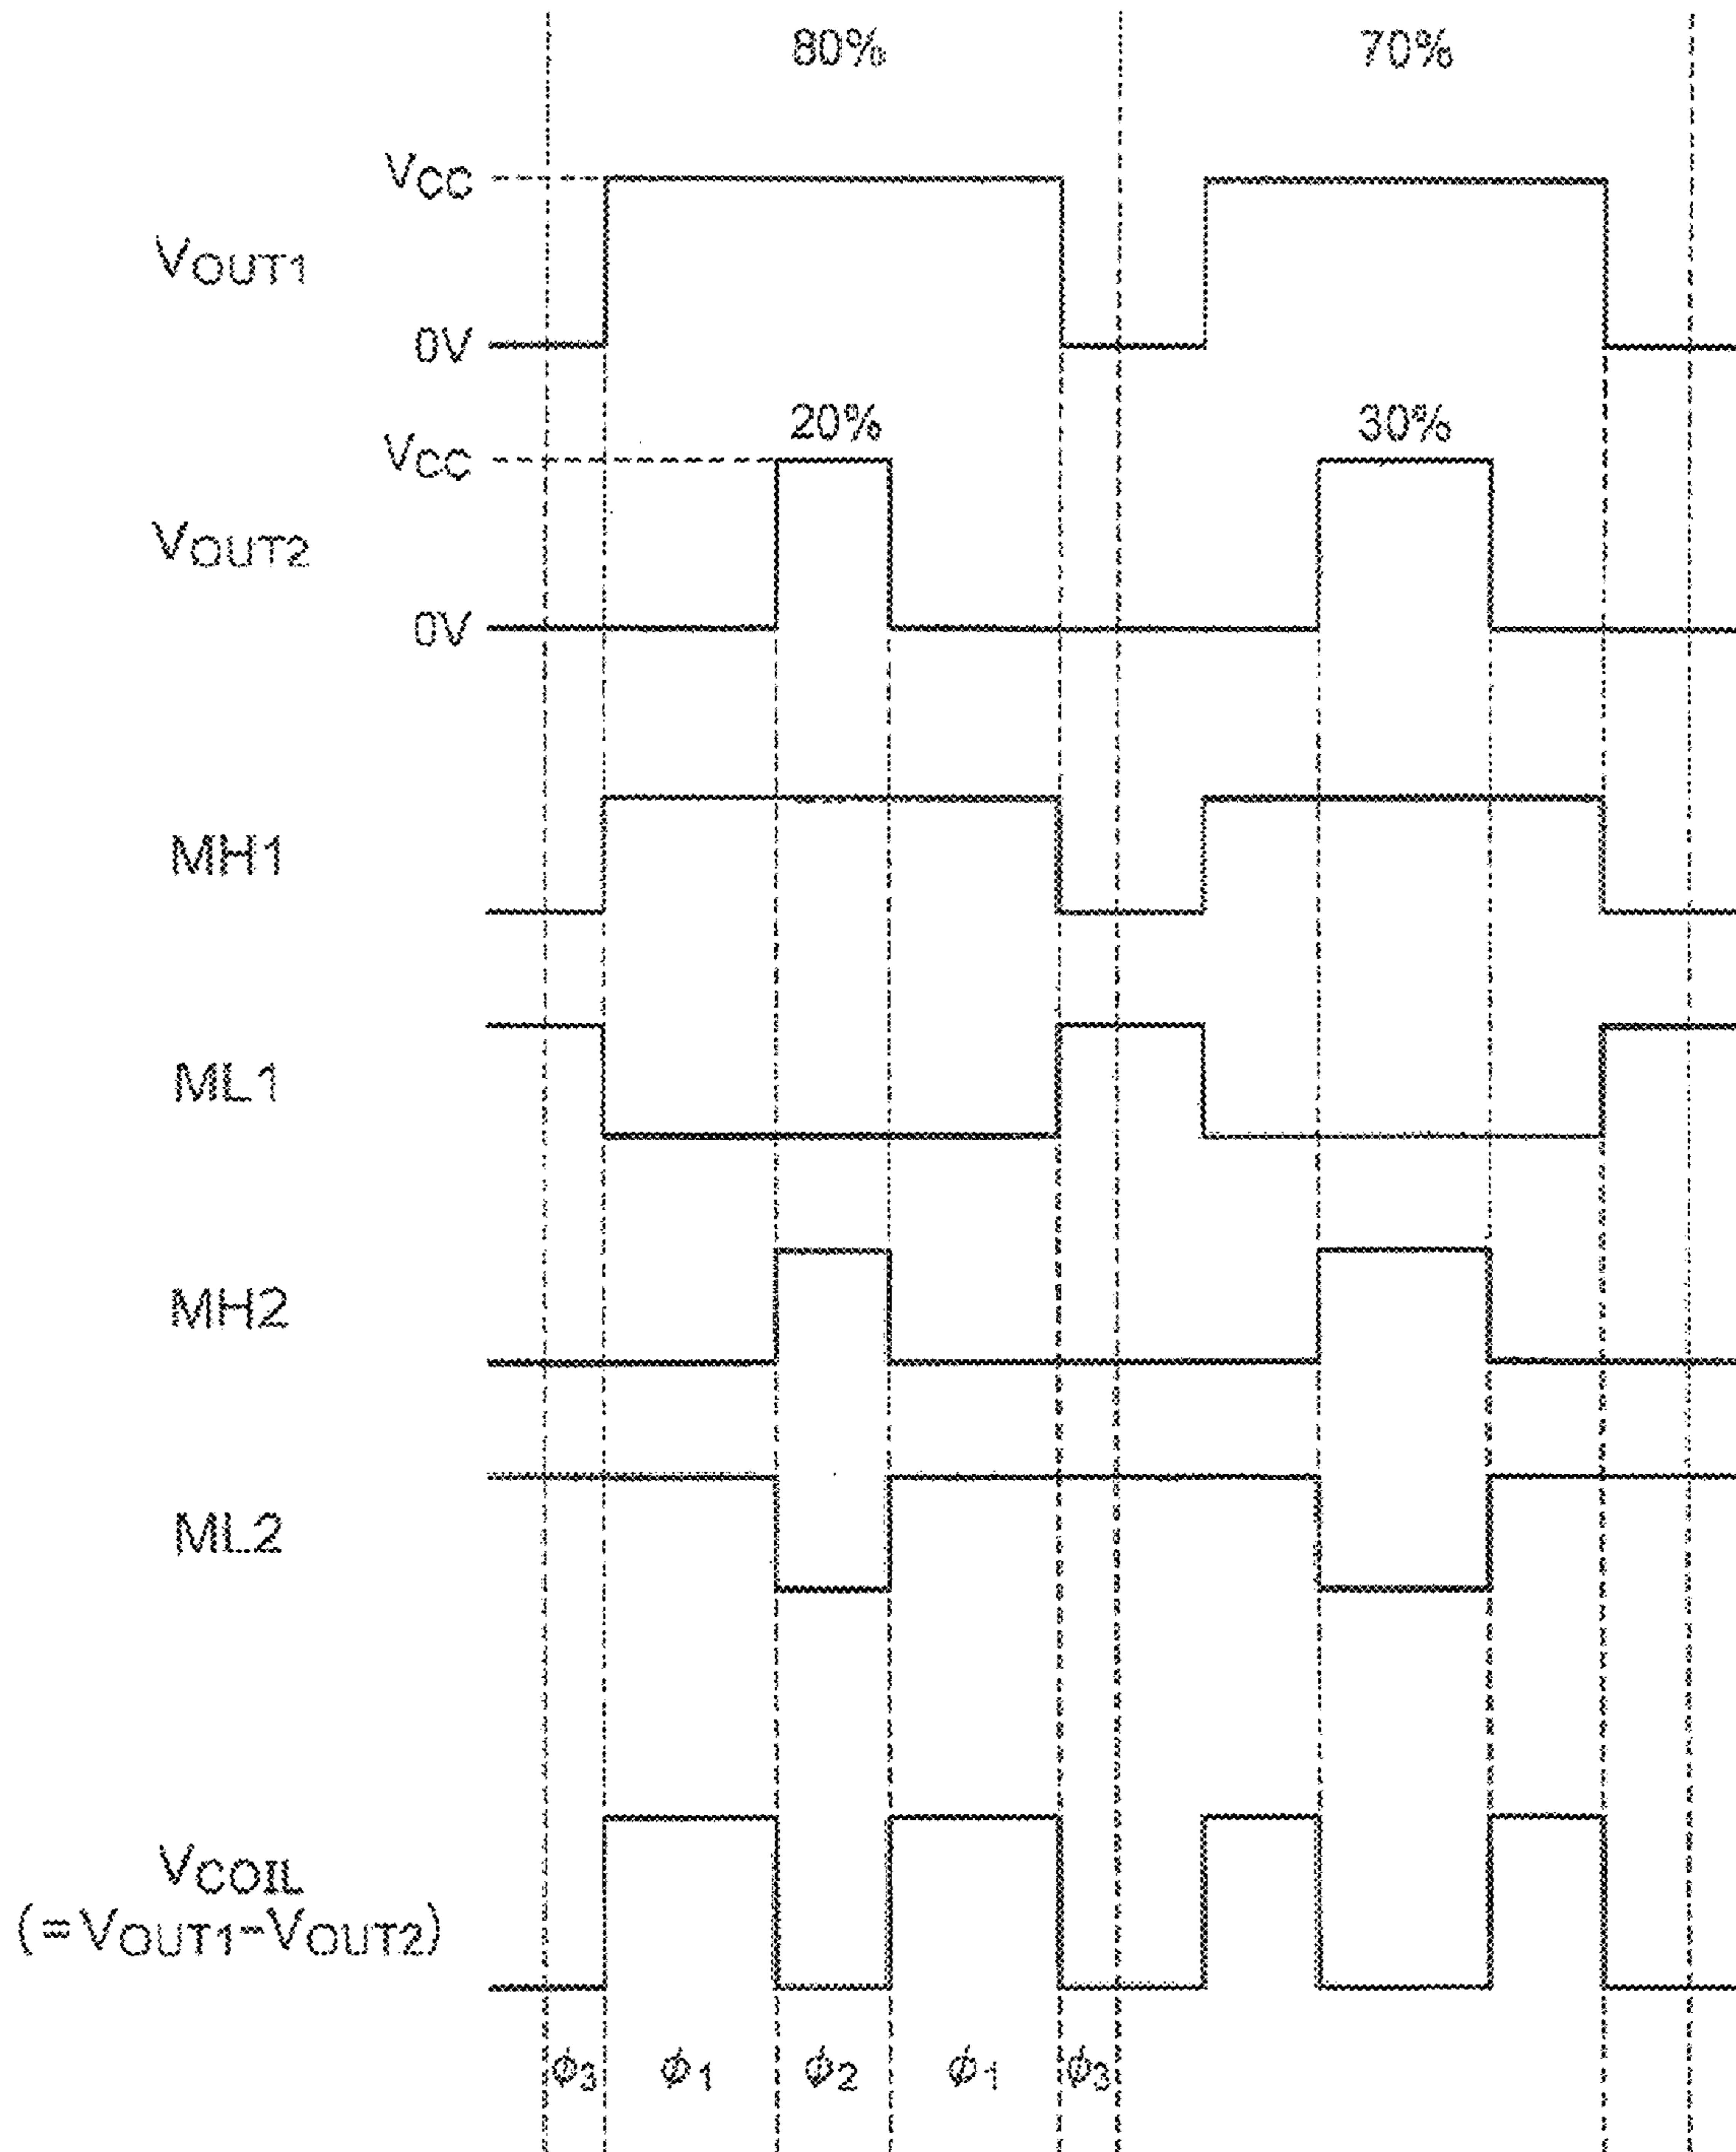 80% 70%
VCC
VOUT1
0V
20% 30%
VCC
VOUT2
0V
MH1
ML1
MH2
ML2
VCOIL
(=VOUT1-VOUT2)
ϕ3 ϕ1 ϕ2 ϕ1 ϕ3